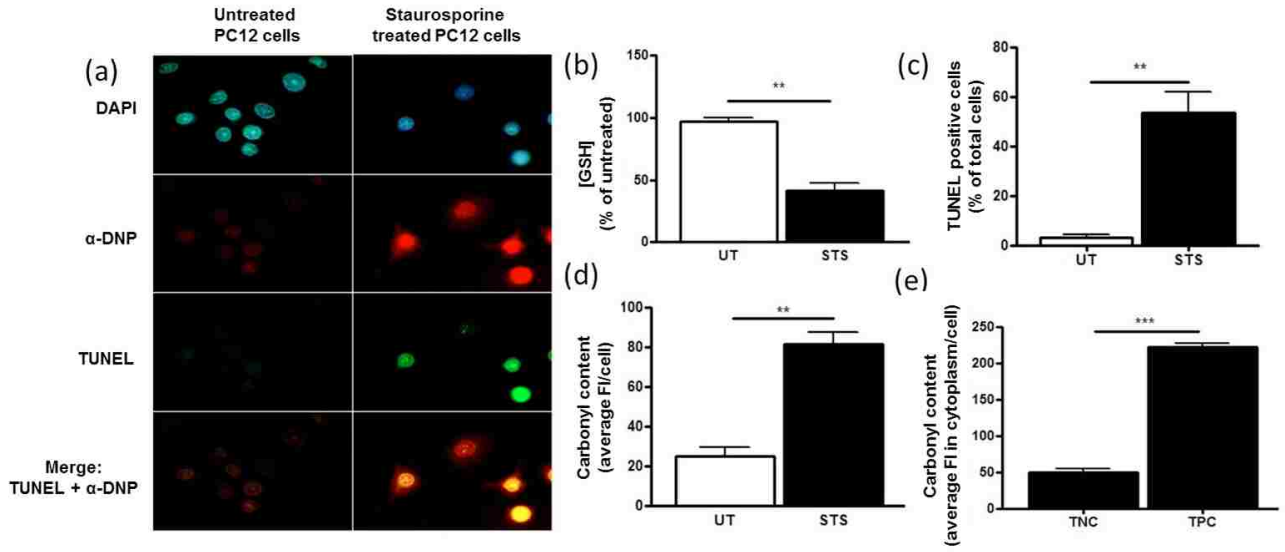 Untreated
PC12 cells
Staurosporine
treated PC12 cells
(a)
DAPI
α-DNP
TUNEL
Merge:
TUNEL + α-DNP
(b)
[GSH]
(% of untreated)
150
100
50
0
**
UT
STS
(c)
TUNEL positive cells
(% of total cells)
80
60
40
20
0
**
UT
STS
(d)
Carbonyl content
(average FI/cell)
100
80
60
40
20
0
**
UT
STS
(e)
Carbonyl content
(average FI in cytoplasm/cell)
250
200
150
100
50
0
***
TNC
TPC